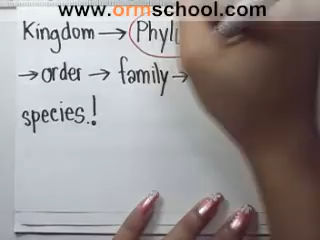 www.ormschool.com
Kingdom →
→ order → family →
species.!